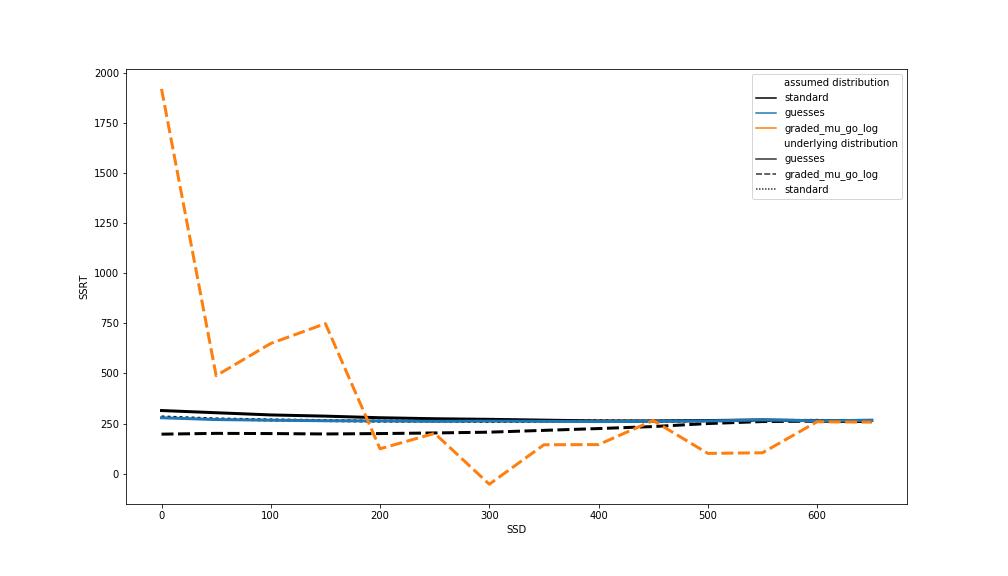 2000
1750
1500
1250
1000
750
500
250
0
SSRT
0
100
200
300
400
500
600
SSD
assumed distribution
standard
guesses
graded_mu_go_log
underlying distribution
guesses
graded_mu_go_log
standard